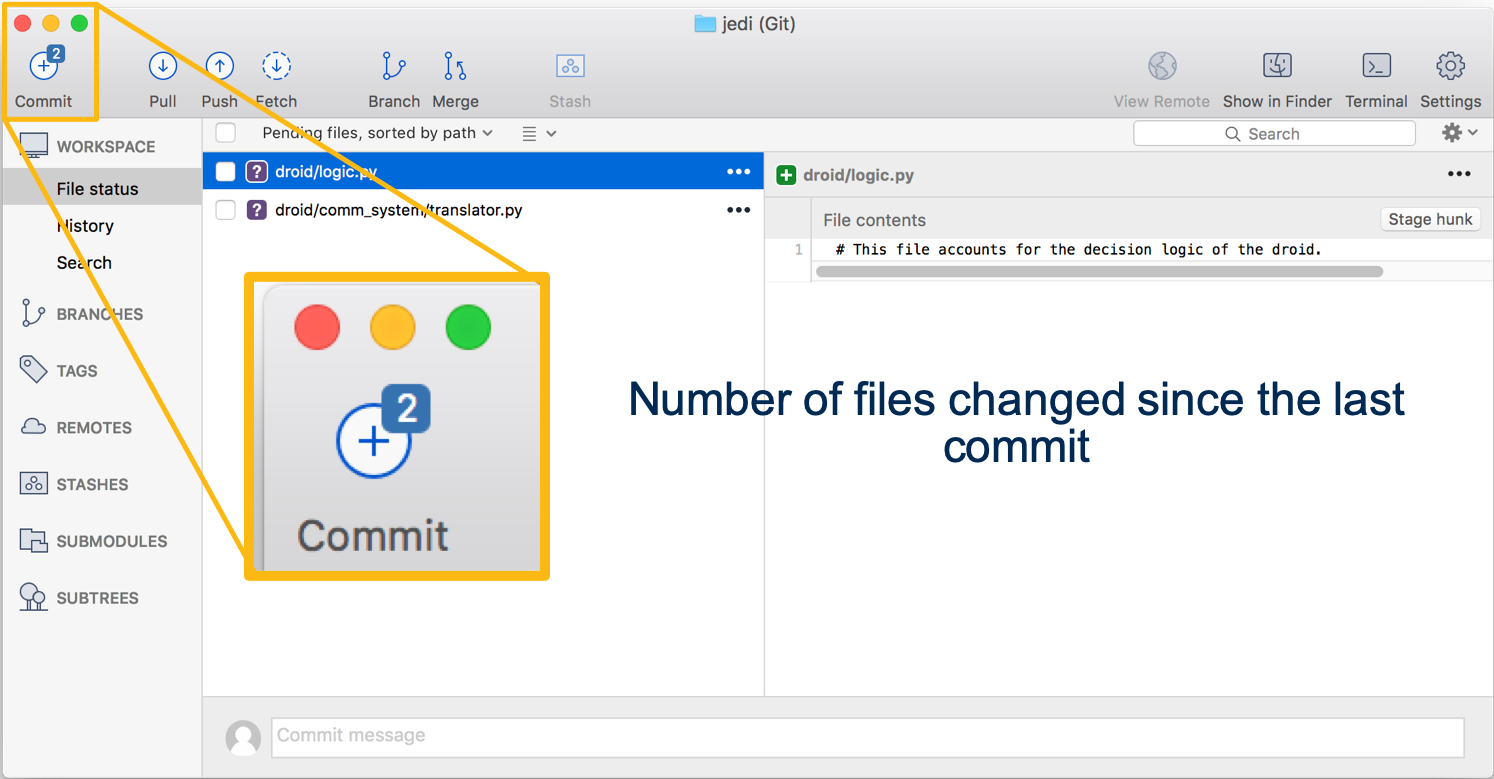 jedi (Git)
2
Commit
Pull
Push
Fetch
Branch
Merge
Stash
View Remote
Show in Finder
Terminal
Settings
WORKSPACE
File status
History
Search
BRANCHES
TAGS
REMOTES
STASHES
SUBMODULES
SUBTREES
Pending files, sorted by path
Search
? droid/logic.py
? droid/comm_system/translator.py
droid/logic.py
File contents
Stage hunk
1 # This file accounts for the decision logic of the droid.
2
Commit
Number of files changed since the last
commit
Commit message